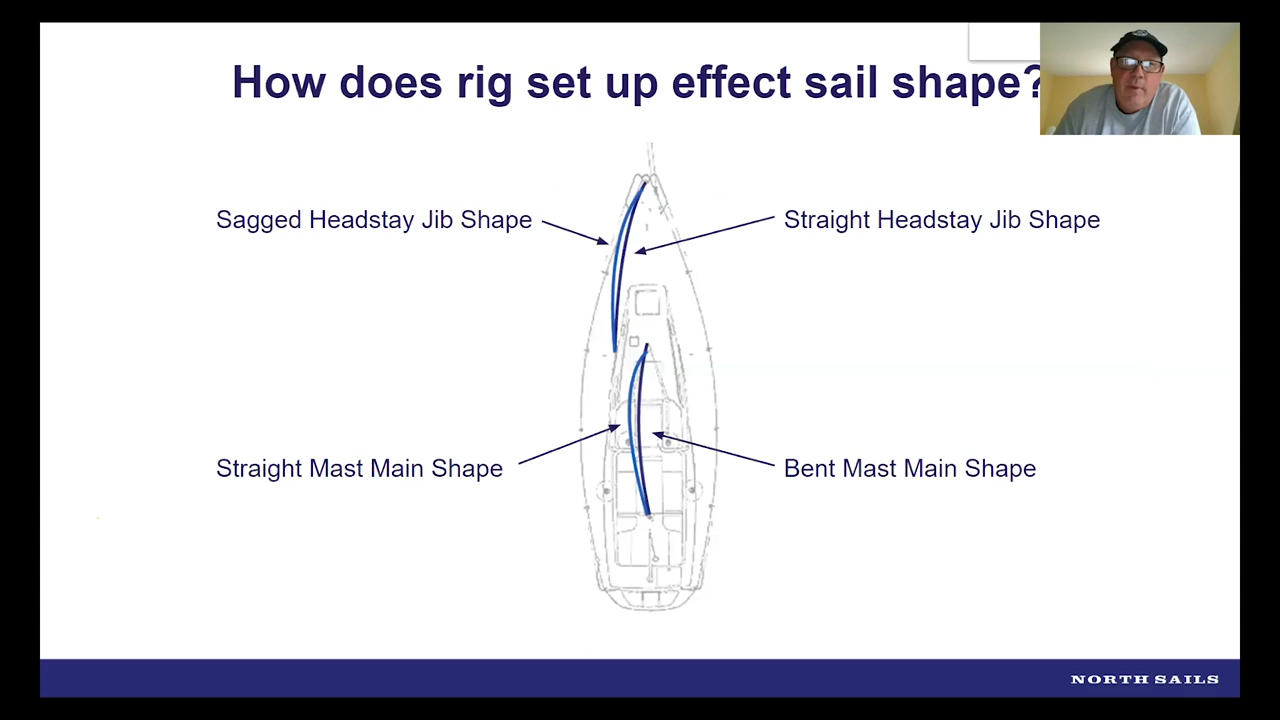 How does rig set up effect sail shape?
Sagged Headstay Jib Shape
Straight Headstay Jib Shape
Straight Mast Main Shape
Bent Mast Main Shape
NORTH SAILS